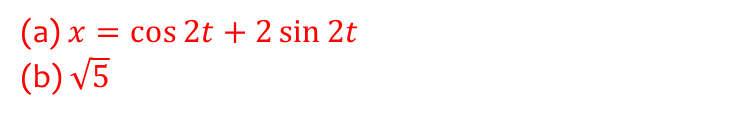 (a) x = cos 2t + 2 sin 2t
(b) √5